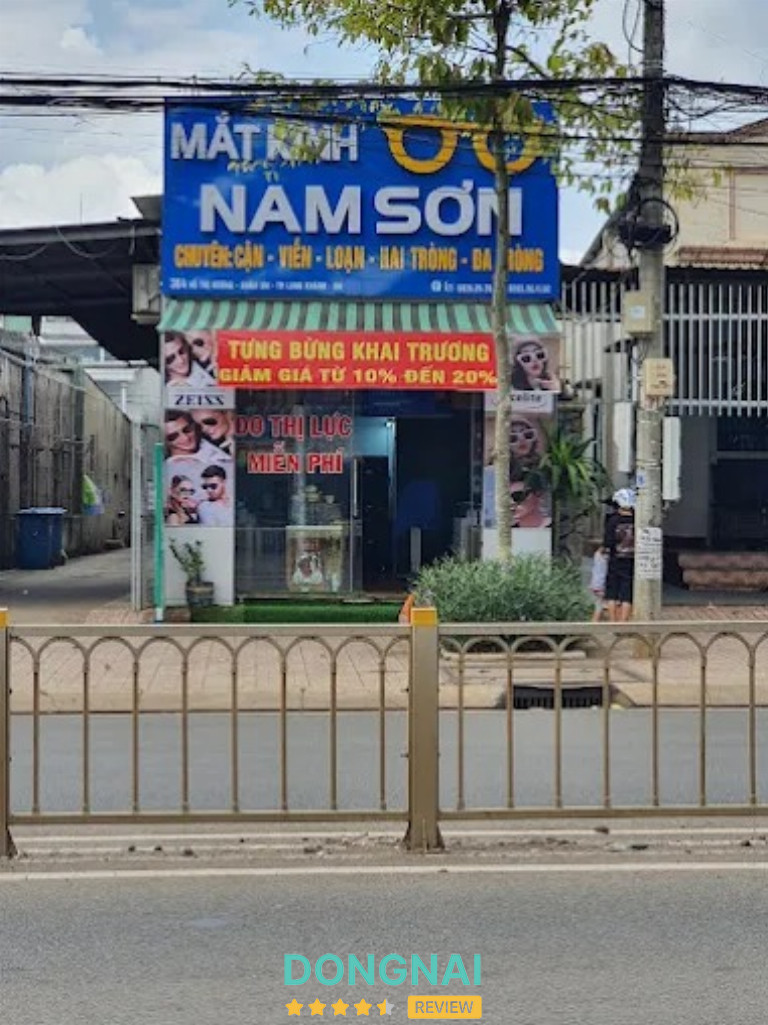 MẮT KINH
NAM SƠN
CHUYÊN: CẬN - VIỄN - LOẠN - HAI TRÒNG - ĐA TRÒNG
TƯNG BỪNG KHAI TRƯƠNG
GIẢM GIÁ TỪ 10% ĐẾN 20%
ZEISS
ĐO THỊ LỰC
MIỄN PHÍ
DONGNAI
REVIEW